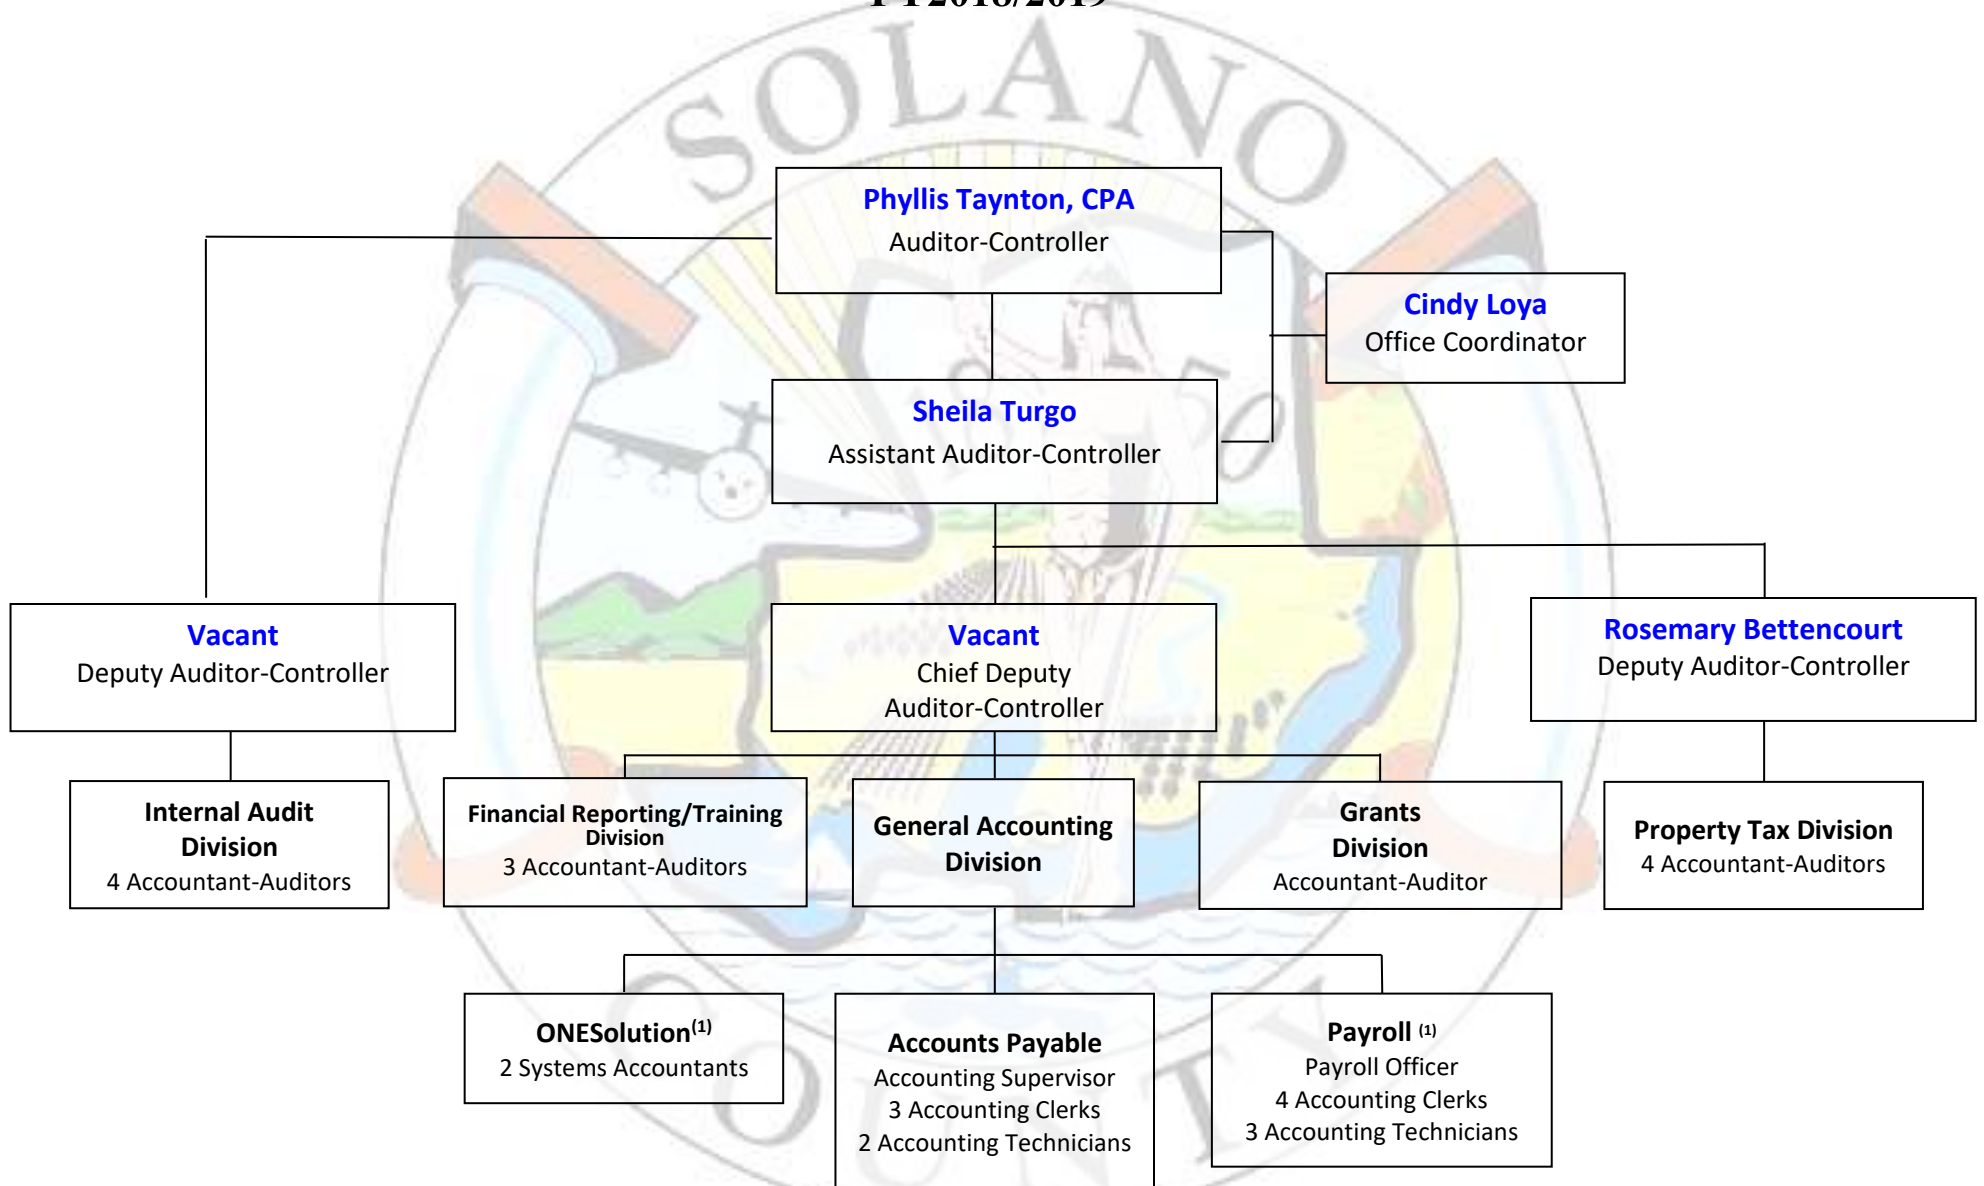 FY2018/2019
SOLANO
1850
Phyllis Taynton, CPA
Auditor-Controller
Cindy Loya
Office Coordinator
Sheila Turgo
Assistant Auditor-Controller
Vacant
Deputy Auditor-Controller
Vacant
Chief Deputy
Auditor-Controller
Rosemary Bettencourt
Deputy Auditor-Controller
Internal Audit
Division
4 Accountant-Auditors
Financial Reporting/Training
Division
3 Accountant-Auditors
General Accounting
Division
Grants
Division
Accountant-Auditor
Property Tax Division
4 Accountant-Auditors
ONESolution(1)
2 Systems Accountants
Accounts Payable
Accounting Supervisor
3 Accounting Clerks
2 Accounting Technicians
Payroll (1)
Payroll Officer
4 Accounting Clerks
3 Accounting Technicians
COUNTY